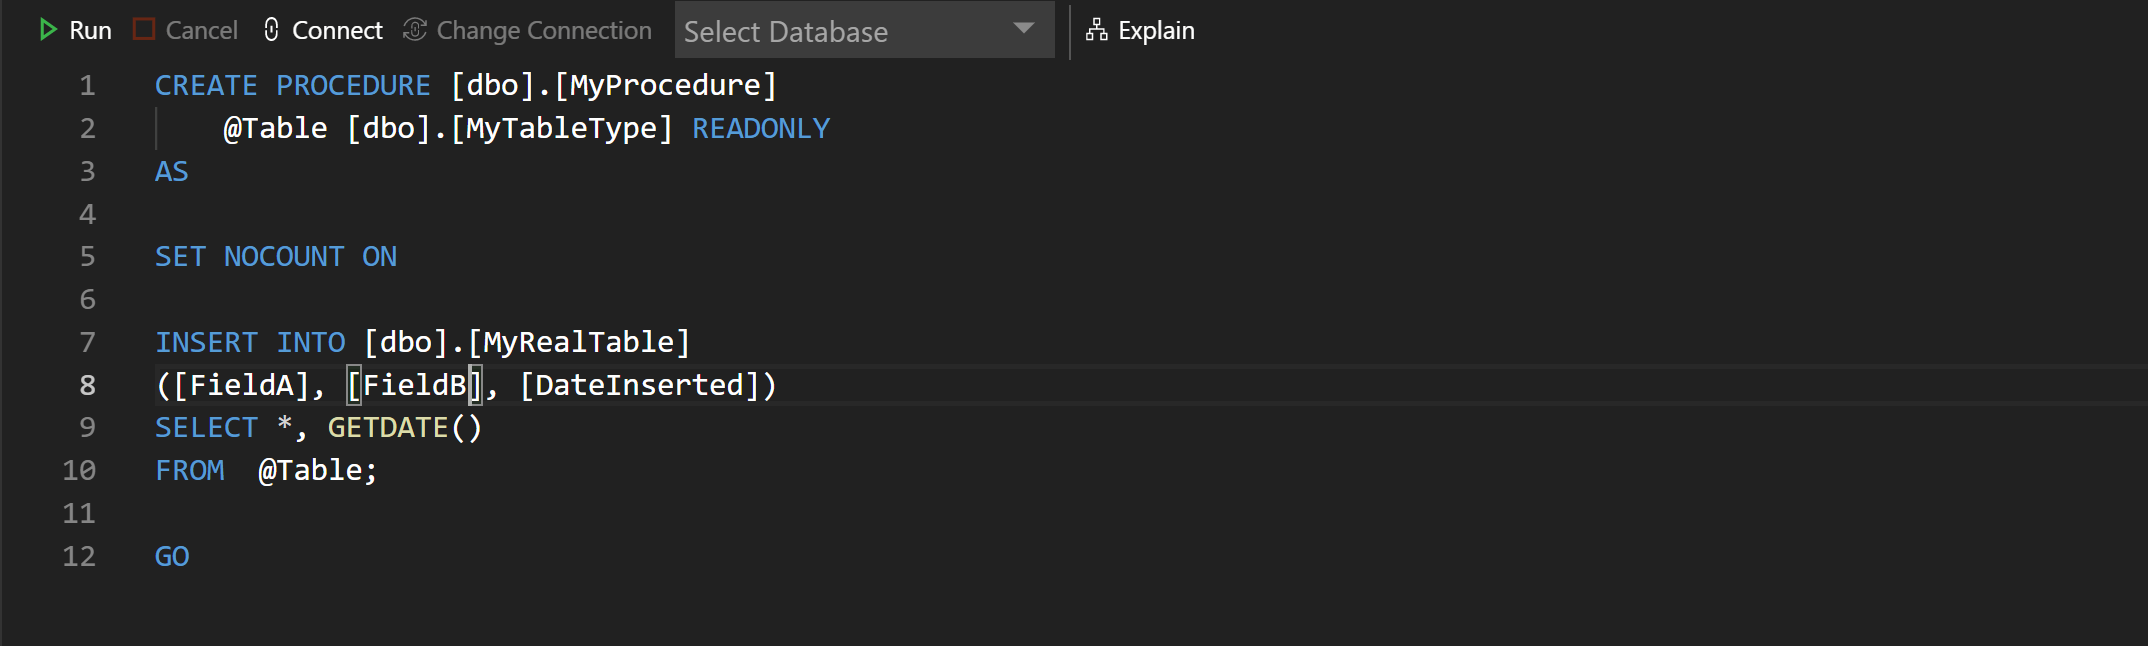 Run Cancel Connect Change Connection Select Database Explain
1 CREATE PROCEDURE [dbo].[MyProcedure]
2 @Table [dbo].[MyTableType] READONLY
3 AS
4
5 SET NOCOUNT ON
6
7 INSERT INTO [dbo].[MyRealTable]
8 ([FieldA], [FieldB], [DateInserted])
9 SELECT *, GETDATE()
10 FROM  @Table;
11
12 GO